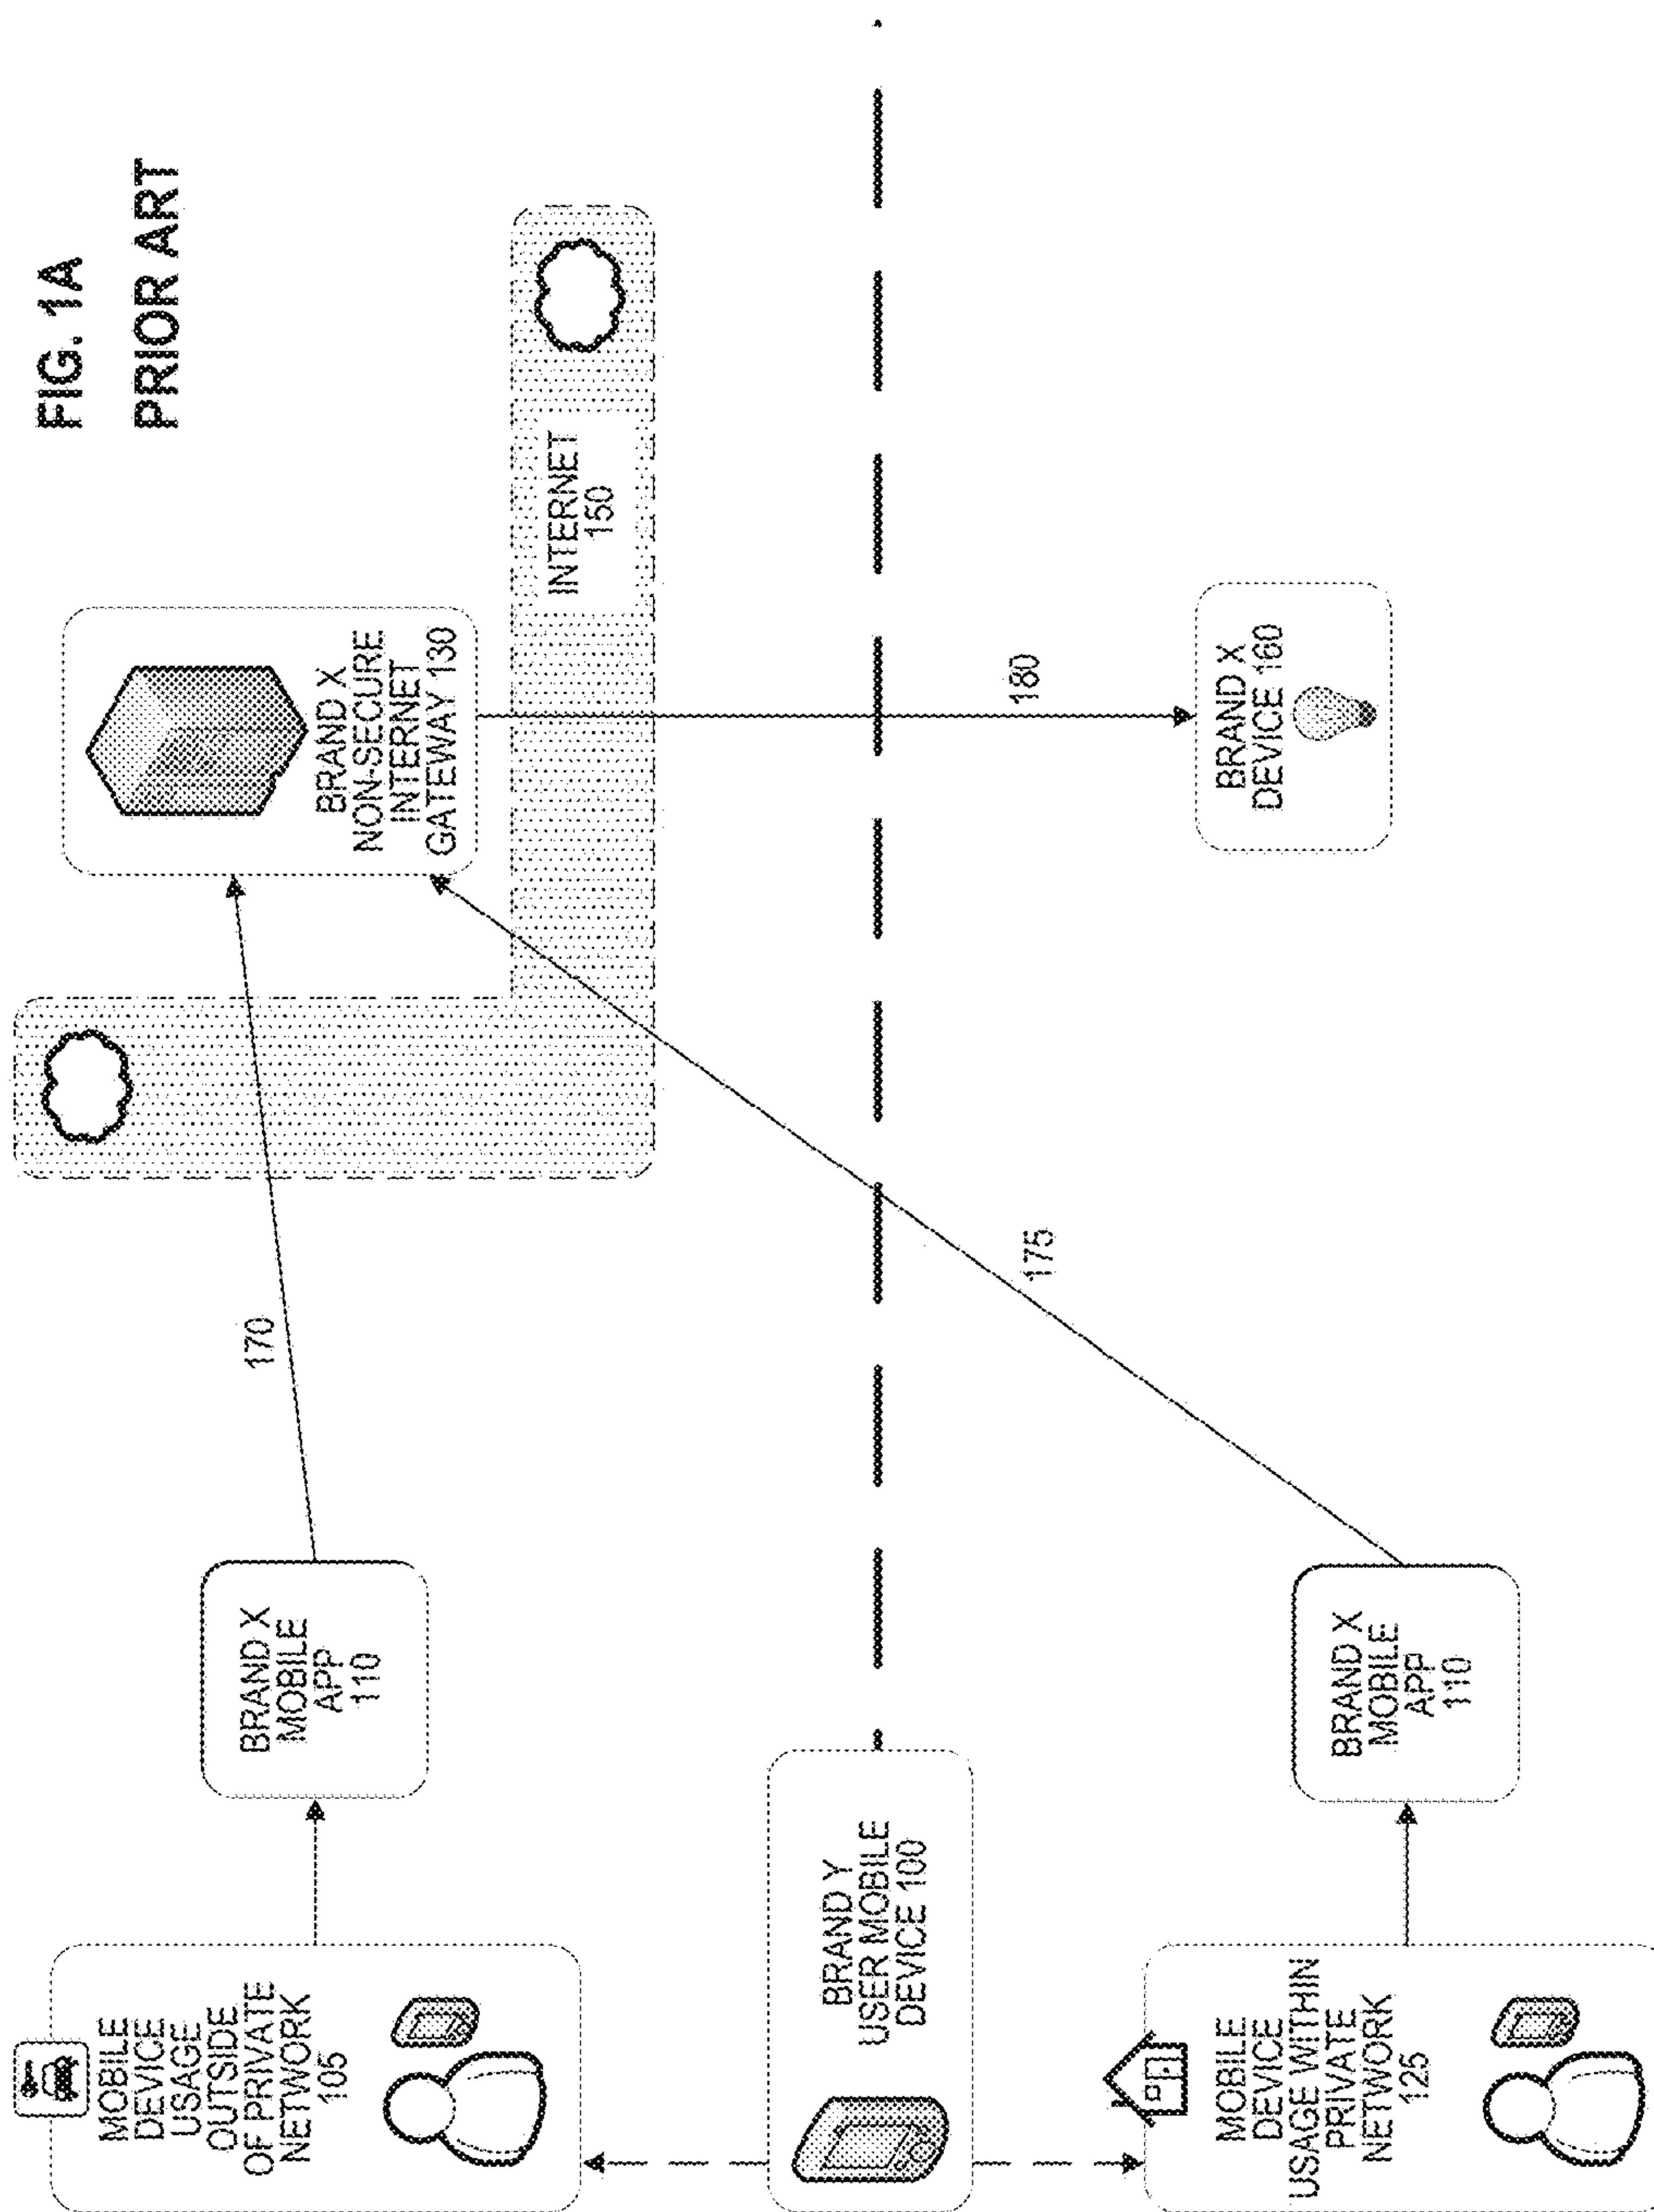 FIG. 1A
PRIOR ART
MOBILE
DEVICE
USAGE
OUTSIDE
OF PRIVATE
NETWORK
105
BRAND X
MOBILE
APP
110
170
BRAND X
NON-SECURE
INTERNET
GATEWAY 130
INTERNET
150
BRAND Y
USER MOBILE
DEVICE 100
175
180
MOBILE
DEVICE
USAGE WITHIN
PRIVATE
NETWORK
125
BRAND X
MOBILE
APP
110
BRAND X
DEVICE 160